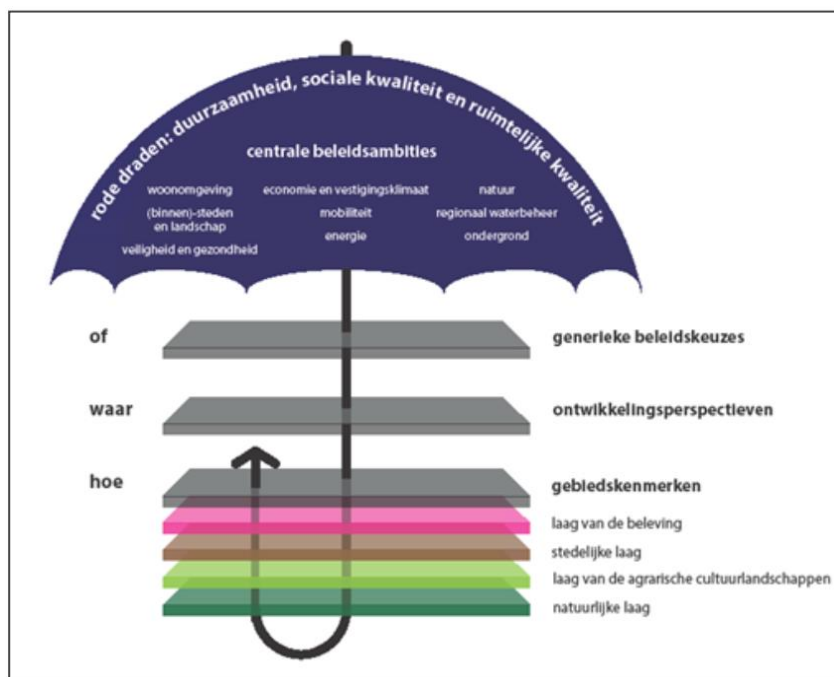 rode draden: duurzaamheid, sociale kwaliteit en ruimtelijke kwaliteit
centrale beleidsambities
woonomgeving
(binnen)-steden
en landschap
veiligheid en gezondheid
economie en vestigingsklimaat
mobiliteit
energie
natuur
regionaal waterbeheer
ondergrond
of
generieke beleidskeuzes
waar
ontwikkelingsperspectieven
hoe
gebiedskenmerken
laag van de beleving
stedelijke laag
laag van de agrarische cultuurlandschappen
natuurlijke laag